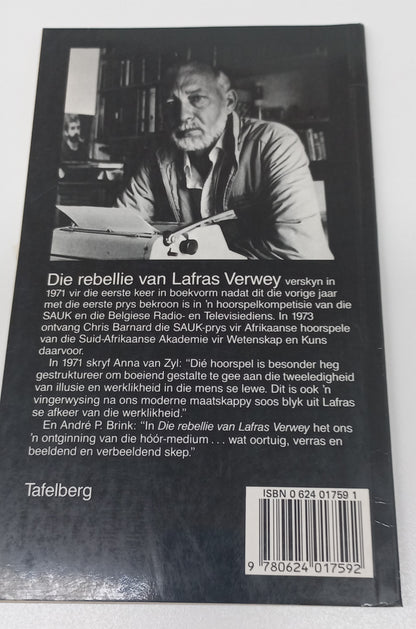 Die rebellie van Lafras Verwey verskyn in
1971 vir die eerste keer in boekvorm nadat dit die vorige jaar
met die eerste prys bekroon is in 'n hoorspelkompetisie van die
SAUK en die Belgiese Radio- en Televisiediens. In 1973
ontvang Chris Barnard die SAUK-prys vir Afrikaanse hoorspele
van die Suid-Afrikaanse Akademie vir Wetenskap en Kuns
daarvoor.
In 1971 skryf Anna van Zyl: “Dié hoorspel is besonder heg
gestruktureer om boeiend gestalte te gee aan die tweeledigheid
van illusie en werklikheid in die mens se lewe. Dit is ook 'n
vingerwysing na ons moderne maatskappy soos blyk uit Lafras
se afkeer van die werklikheid.”
En André P. Brink: “In Die rebellie van Lafras Verwey het ons
'n ontginning van die hóór-medium . . . wat oortuig, verras en
beeldend en verbeeldend skep.”
Tafelberg
ISBN 0 624 01759 1
9 780624 017592